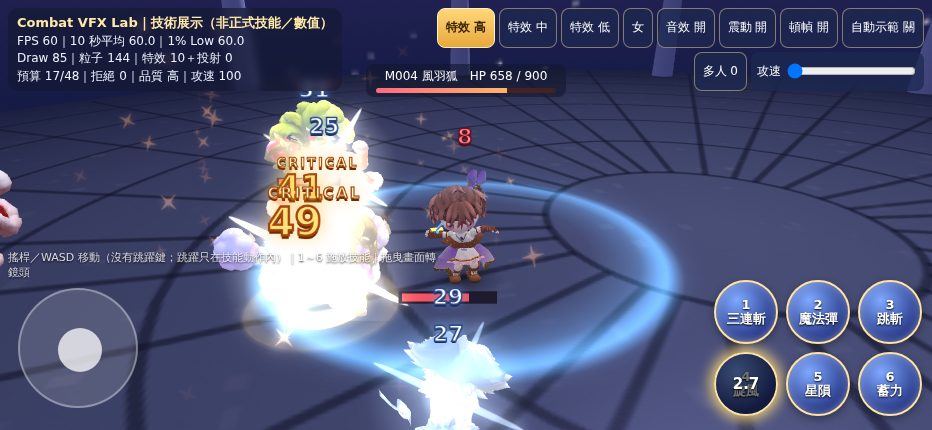 Combat VFX Lab｜技術展示（非正式技能／數值）
FPS 60｜10 秒平均 60.0｜1% Low 60.0
Draw 85｜粒子 144｜特效 10＋投射 0
預算 17/48｜拒絕 0｜品質 高｜攻速 100
特效 高
特效 中
特效 低
女
音效 開
震動 開
頓幀 開
自動示範 關
多人 0
攻速
M004 風羽狐 HP 658 / 900
25
8
CRITICAL
41
CRITICAL
49
搖桿／WASD 移動（沒有跳躍鍵；跳躍只在技能動作內）｜1～6 施放技能｜拖曳畫面轉
鏡頭
29
27
1
三連斬
2
魔法彈
3
跳斬
2.7
旋風
5
星隕
6
蓄力